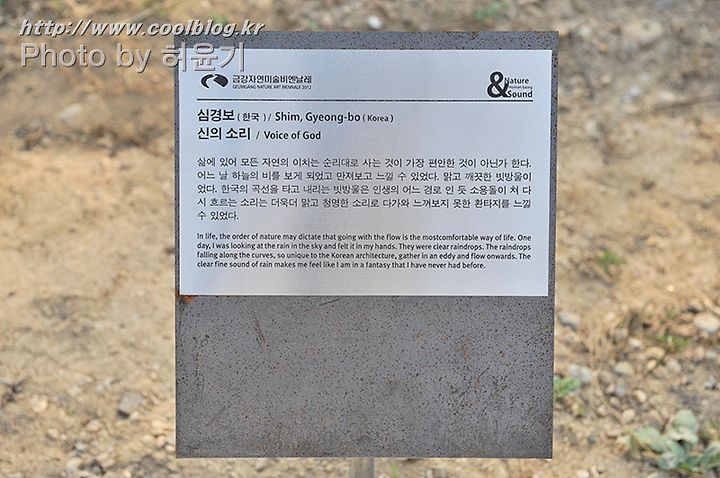 http://www.coolblog.kr
Photo by 허윤기
금강자연미술비엔날레
GEUMGANG NATURE ART BIENNALE 2012
& Nature
Human being
Sound
심경보 ( 한국 ) / Shim, Gyeong-bo ( Korea )
신의 소리 / Voice of God
삶에 있어 모든 자연의 이치는 순리대로 사는 것이 가장 편안한 것이 아닌가 한다.
어느 날 하늘의 비를 보게 되었고 만져보고 느낄 수 있었다. 맑고 깨끗한 빗방울이
었다. 한국의 곡선을 타고 내리는 빗방울은 인생의 어느 경로 인 듯 소용돌이 쳐 다
시 흐르는 소리는 더욱더 맑고 청명한 소리로 다가와 느껴보지 못한 환타지를 느낄
수 있었다.
In life, the order of nature may dictate that going with the flow is the mostcomfortable way of life. One
day, I was looking at the rain in the sky and felt it in my hands. They were clear raindrops. The raindrops
falling along the curves, so unique to the Korean architecture, gather in an eddy and flow onwards. The
clear fine sound of rain makes me feel like I am in a fantasy that I have never had before.